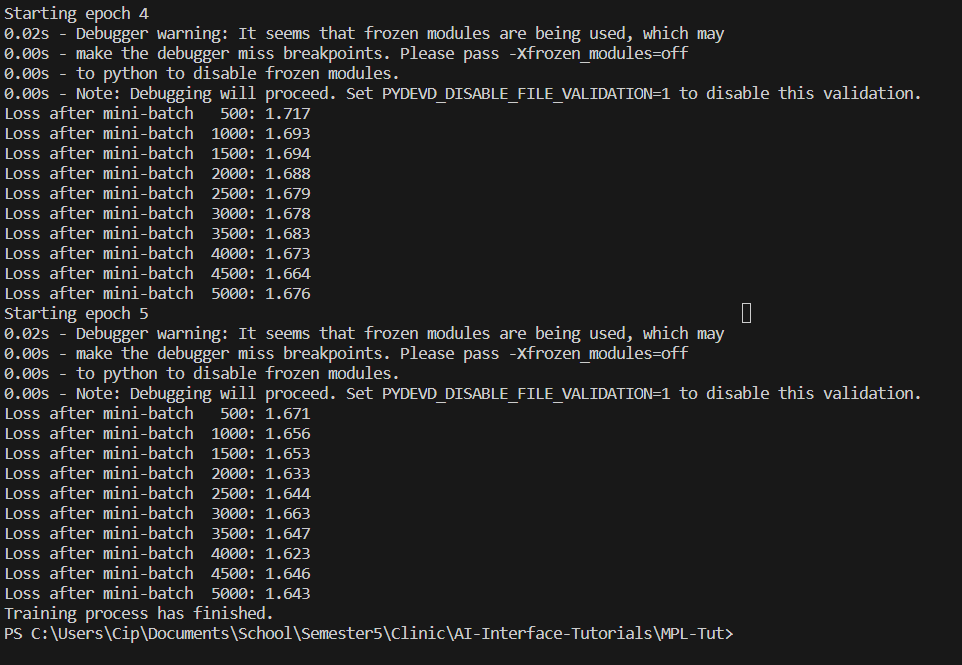 Starting epoch 4
0.02s - Debugger warning: It seems that frozen modules are being used, which may
0.00s - make the debugger miss breakpoints. Please pass -Xfrozen_modules=off
0.00s - to python to disable frozen modules.
0.00s - Note: Debugging will proceed. Set PYDEVD_DISABLE_FILE_VALIDATION=1 to disable this validation.
Loss after mini-batch   500: 1.717
Loss after mini-batch  1000: 1.693
Loss after mini-batch  1500: 1.694
Loss after mini-batch  2000: 1.688
Loss after mini-batch  2500: 1.679
Loss after mini-batch  3000: 1.678
Loss after mini-batch  3500: 1.683
Loss after mini-batch  4000: 1.673
Loss after mini-batch  4500: 1.664
Loss after mini-batch  5000: 1.676
Starting epoch 5
0.02s - Debugger warning: It seems that frozen modules are being used, which may
0.00s - make the debugger miss breakpoints. Please pass -Xfrozen_modules=off
0.00s - to python to disable frozen modules.
0.00s - Note: Debugging will proceed. Set PYDEVD_DISABLE_FILE_VALIDATION=1 to disable this validation.
Loss after mini-batch   500: 1.671
Loss after mini-batch  1000: 1.656
Loss after mini-batch  1500: 1.653
Loss after mini-batch  2000: 1.633
Loss after mini-batch  2500: 1.644
Loss after mini-batch  3000: 1.663
Loss after mini-batch  3500: 1.647
Loss after mini-batch  4000: 1.623
Loss after mini-batch  4500: 1.646
Loss after mini-batch  5000: 1.643
Training process has finished.
PS C:\Users\Cip\Documents\School\Semester5\Clinic\AI-Interface-Tutorials\MPL-Tut>